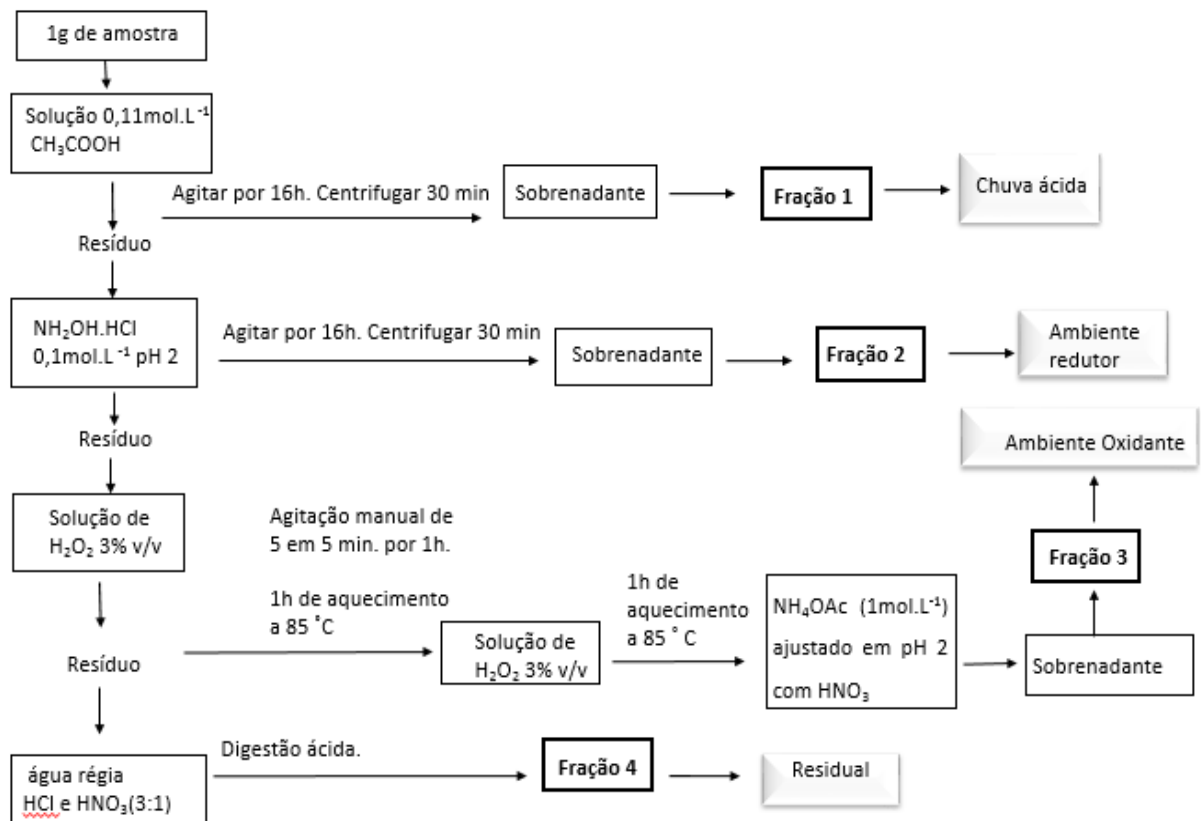 1g de amostra
Solução 0,11mol.L⁻¹
CH₃COOH
Agitar por 16h. Centrifugar 30 min
Sobrenadante
Fração 1
Chuva ácida
Resíduo
NH₂OH.HCl
0,1mol.L⁻¹ pH 2
Agitar por 16h. Centrifugar 30 min
Sobrenadante
Fração 2
Ambiente
redutor
Resíduo
Ambiente Oxidante
Solução de
H₂O₂ 3% v/v
Agitação manual de
5 em 5 min. por 1h.
1h de aquecimento
a 85 ˚C
Solução de
H₂O₂ 3% v/v
1h de
aquecimento
a 85 ˚ C
NH₄OAc (1mol.L⁻¹)
ajustado em pH 2
com HNO₃
Fração 3
Sobrenadante
Resíduo
água régia
HCl e HNO₃(3:1)
Digestão ácida.
Fração 4
Residual